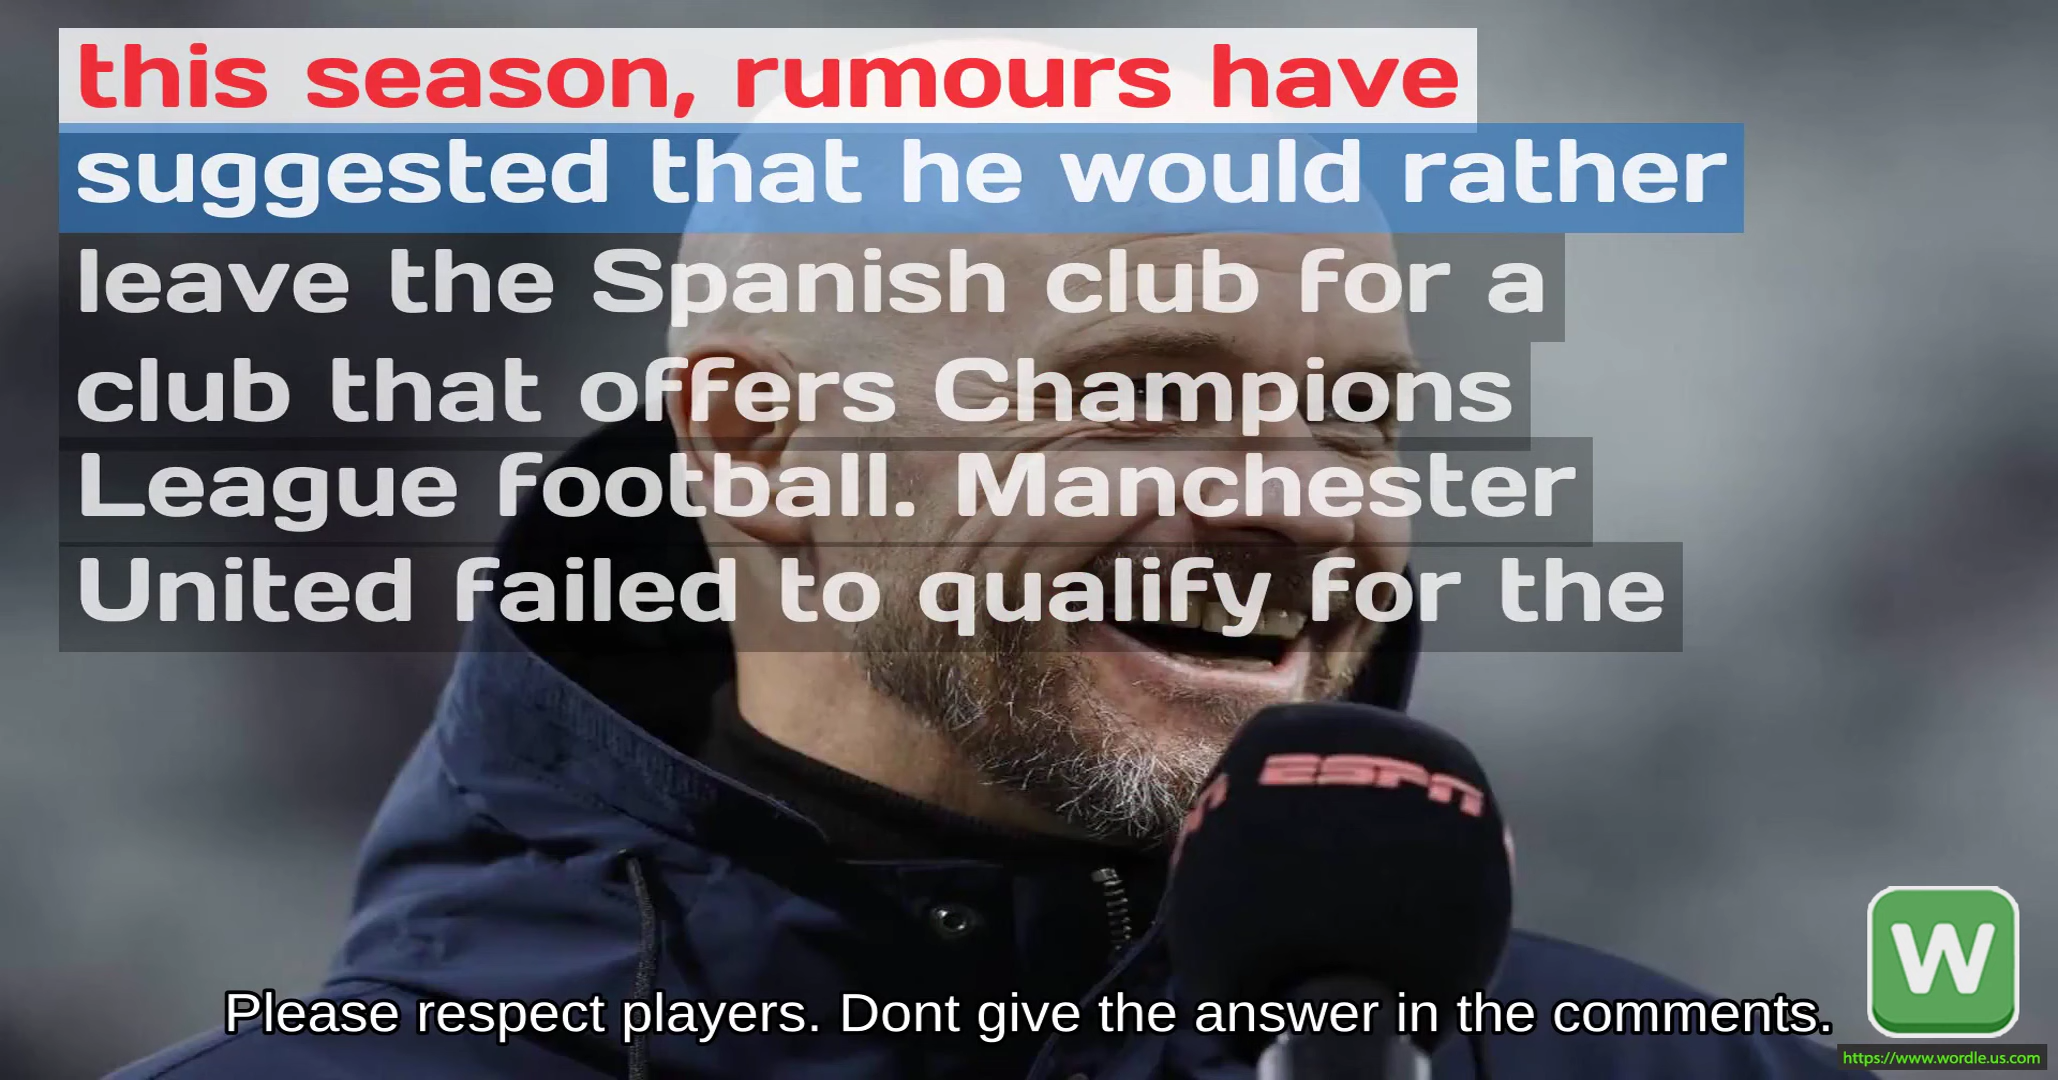 this season, rumours have
suggested that he would rather
leave the Spanish club for a
club that offers Champions
League football. Manchester
United failed to qualify for the
ESPN
Please respect players. Dont give the answer in the comments.
W
https://www.wordle.us.com